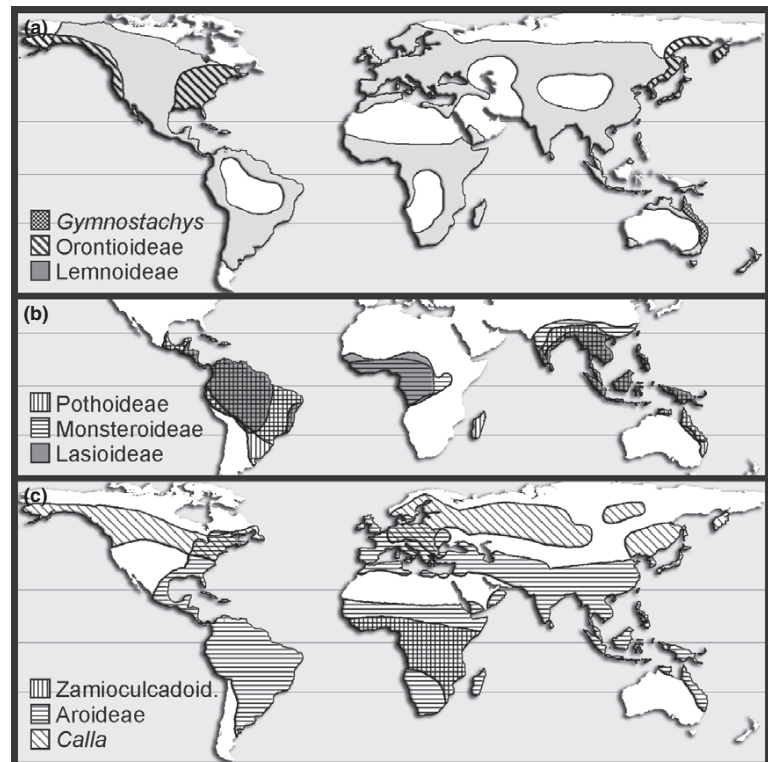 (a)
Gymnostachys
Orontioideae
Lemnoideae
(b)
Pothoideae
Monsteroideae
Lasioideae
(c)
Zamioculcadoid.
Aroideae
Calla